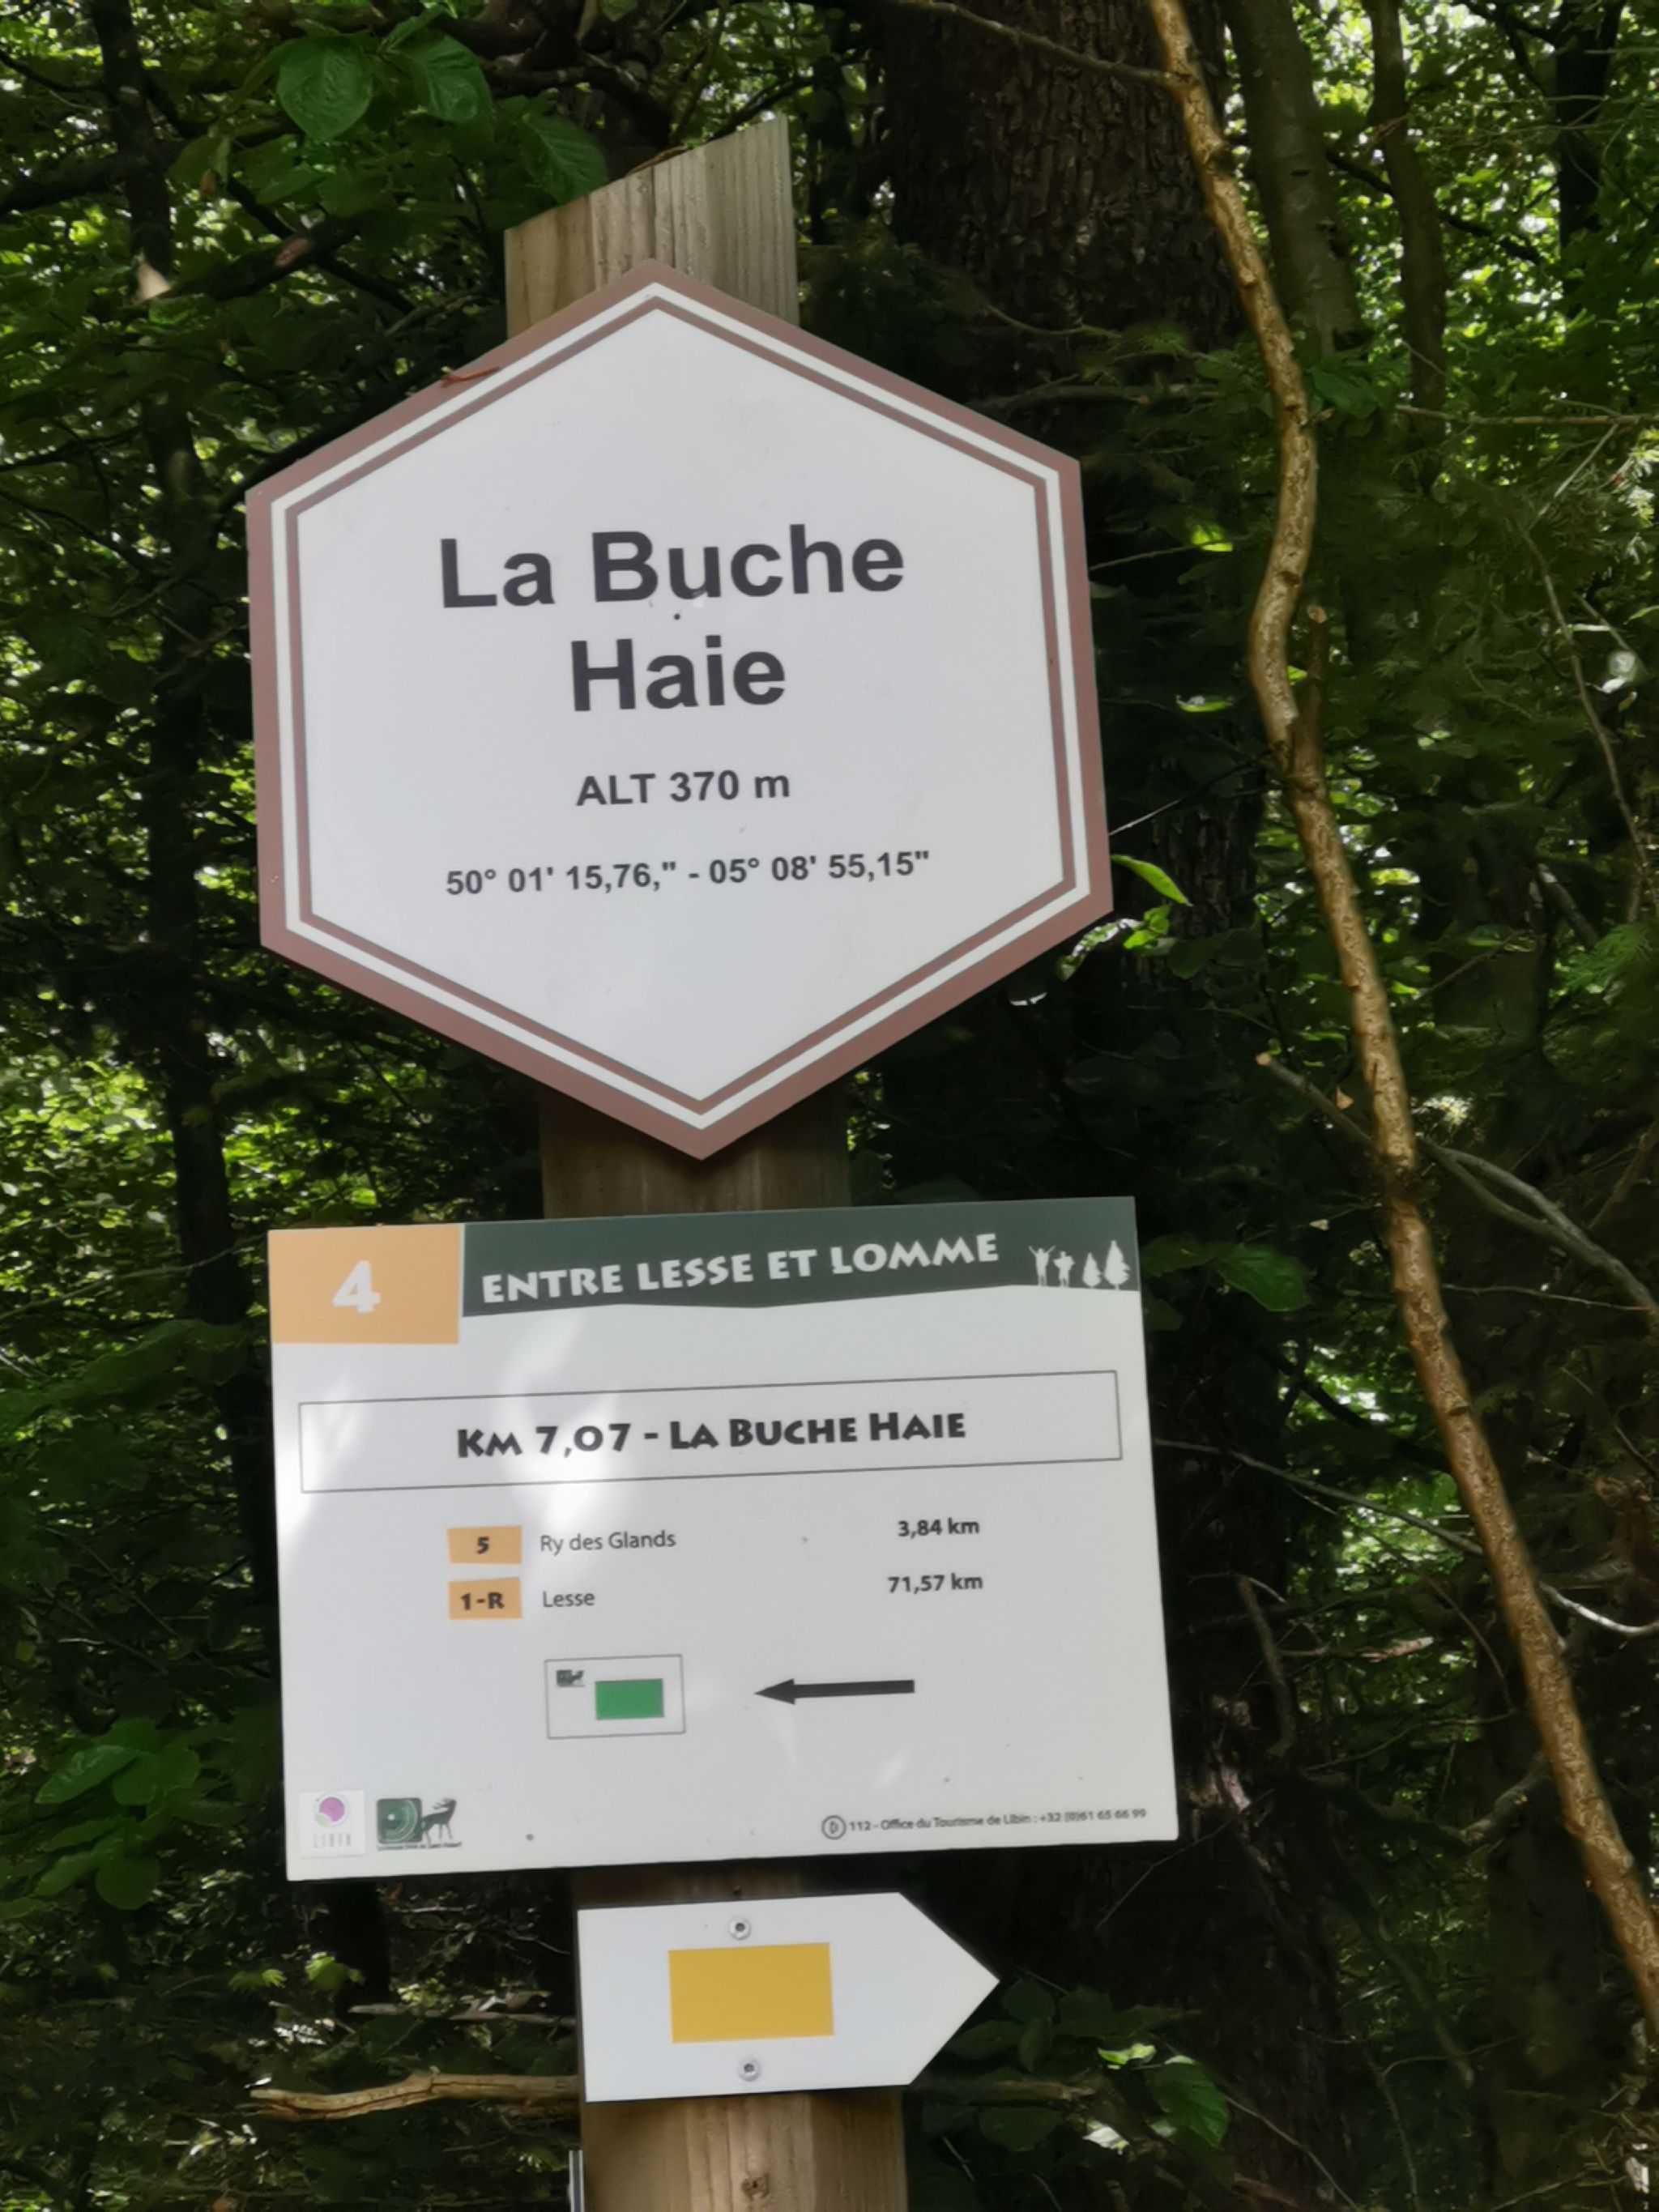 La Buche
Haie
ALT 370 m
50° 01' 15,76," - 05° 08' 55,15"
4
ENTRE LESSE ET LOMME
KM 7,07 - LA BUCHE HAIE
5 Ry des Glands 3,84 km
1-R Lesse 71,57 km
LIBIN
D 112 - Office du Tourisme de Libin : +32 (0)61 65 66 99